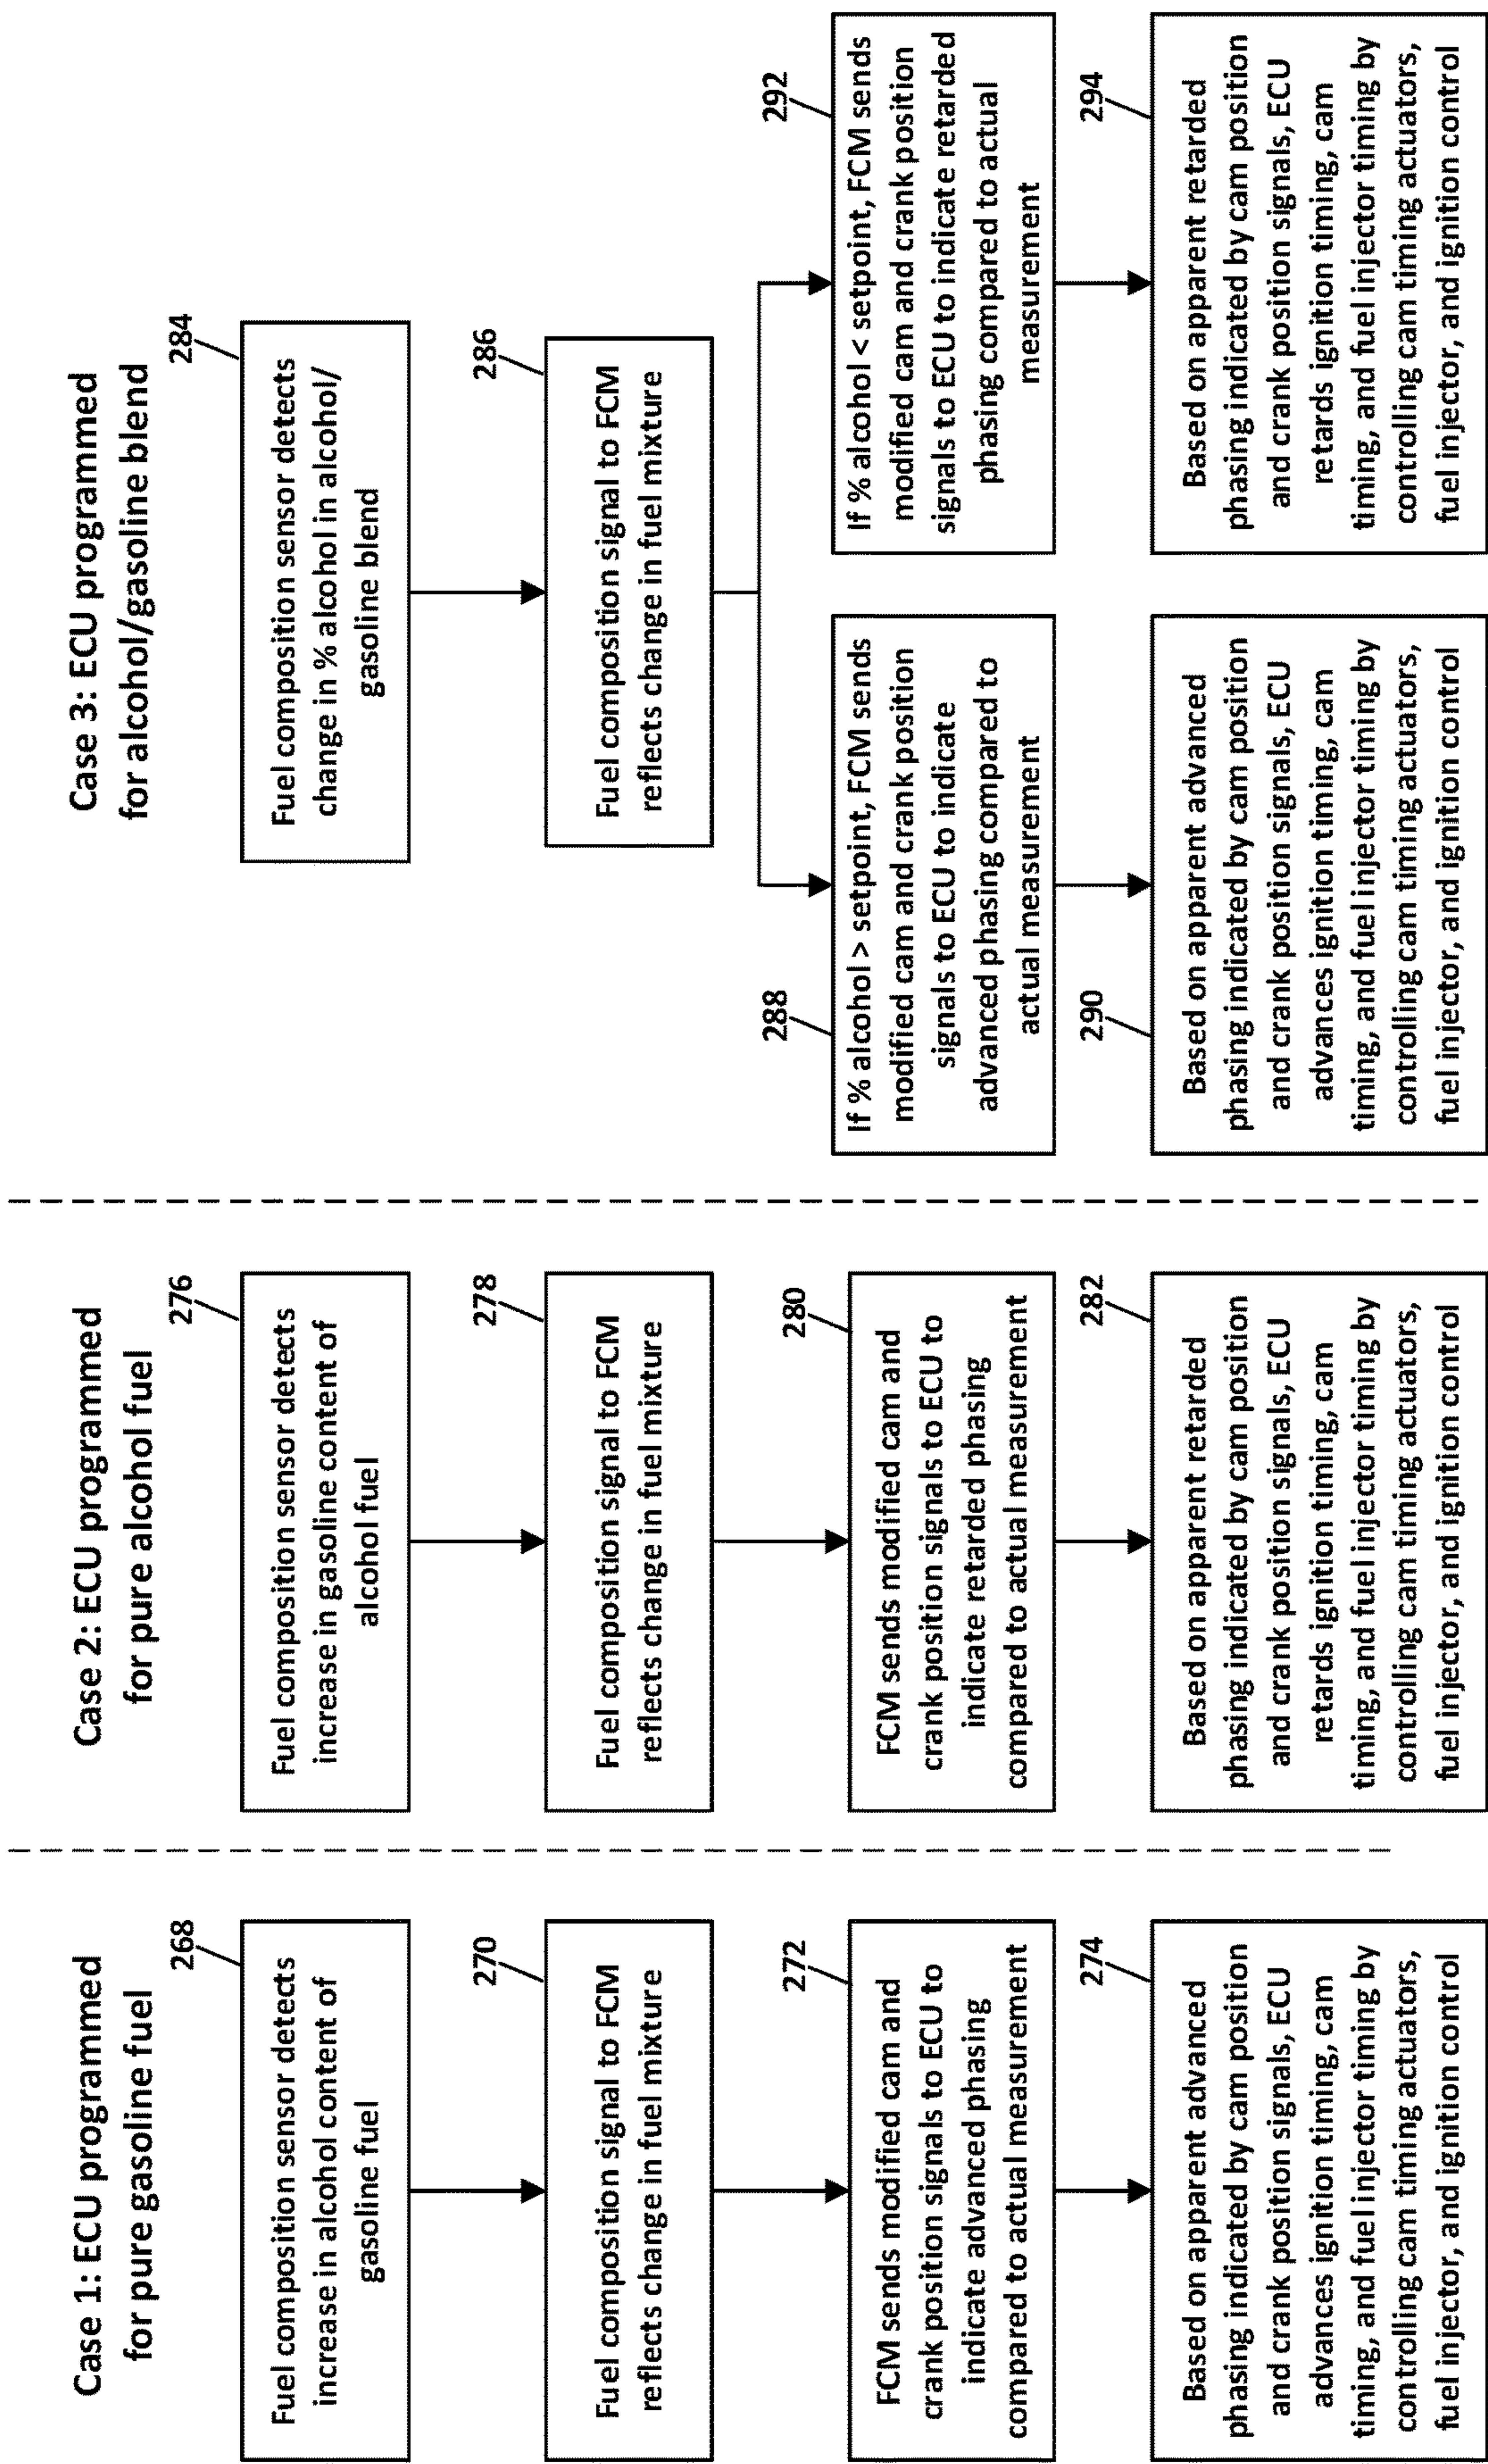 Case 1: ECU programmed
for pure gasoline fuel
268
Fuel composition sensor detects
increase in alcohol content of
gasoline fuel
270
Fuel composition signal to FCM
reflects change in fuel mixture
272
FCM sends modified cam and
crank position signals to ECU to
indicate advanced phasing
compared to actual measurement
274
Based on apparent advanced
phasing indicated by cam position
and crank position signals, ECU
advances ignition timing, cam
timing, and fuel injector timing by
controlling cam timing actuators,
fuel injector, and ignition control
Case 2: ECU programmed
for pure alcohol fuel
276
Fuel composition sensor detects
increase in gasoline content of
alcohol fuel
278
Fuel composition signal to FCM
reflects change in fuel mixture
280
FCM sends modified cam and
crank position signals to ECU to
indicate retarded phasing
compared to actual measurement
282
Based on apparent retarded
phasing indicated by cam position
and crank position signals, ECU
retards ignition timing, cam
timing, and fuel injector timing by
controlling cam timing actuators,
fuel injector, and ignition control
Case 3: ECU programmed
for alcohol/gasoline blend
284
Fuel composition sensor detects
change in % alcohol in alcohol/
gasoline blend
286
Fuel composition signal to FCM
reflects change in fuel mixture
288
If % alcohol > setpoint, FCM sends
modified cam and crank position
signals to ECU to indicate
advanced phasing compared to
actual measurement
290
Based on apparent advanced
phasing indicated by cam position
and crank position signals, ECU
advances ignition timing, cam
timing, and fuel injector timing by
controlling cam timing actuators,
fuel injector, and ignition control
292
If % alcohol < setpoint, FCM sends
modified cam and crank position
signals to ECU to indicate retarded
phasing compared to actual
measurement
294
Based on apparent retarded
phasing indicated by cam position
and crank position signals, ECU
retards ignition timing, cam
timing, and fuel injector timing by
controlling cam timing actuators,
fuel injector, and ignition control